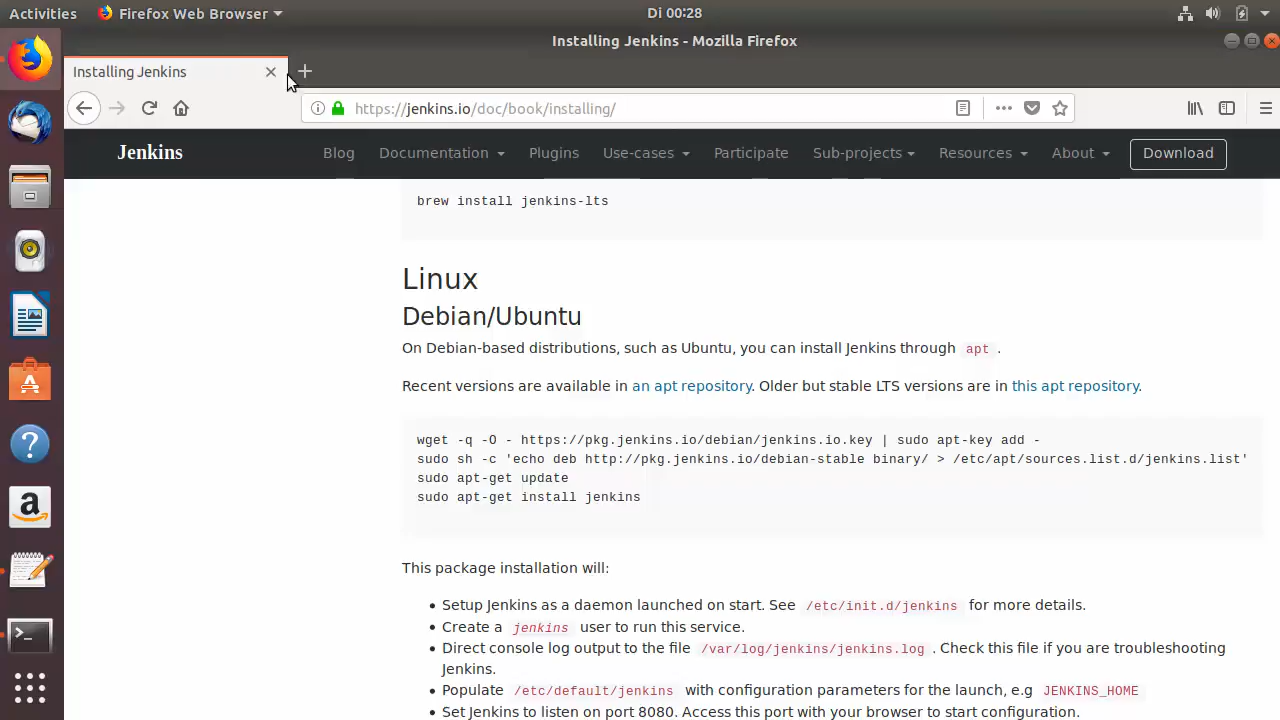 Activities Firefox Web Browser Di 00:28
Installing Jenkins - Mozilla Firefox
Installing Jenkins
https://jenkins.io/doc/book/installing/
Jenkins Blog Documentation Plugins Use-cases Participate Sub-projects Resources About Download
brew install jenkins-lts
Linux
Debian/Ubuntu
On Debian-based distributions, such as Ubuntu, you can install Jenkins through apt .
Recent versions are available in an apt repository. Older but stable LTS versions are in this apt repository.
wget -q -O - https://pkg.jenkins.io/debian/jenkins.io.key | sudo apt-key add -
sudo sh -c 'echo deb http://pkg.jenkins.io/debian-stable binary/ > /etc/apt/sources.list.d/jenkins.list'
sudo apt-get update
sudo apt-get install jenkins
This package installation will:
• Setup Jenkins as a daemon launched on start. See /etc/init.d/jenkins for more details.
• Create a jenkins user to run this service.
• Direct console log output to the file /var/log/jenkins/jenkins.log . Check this file if you are troubleshooting
Jenkins.
• Populate /etc/default/jenkins with configuration parameters for the launch, e.g JENKINS_HOME
• Set Jenkins to listen on port 8080. Access this port with your browser to start configuration.